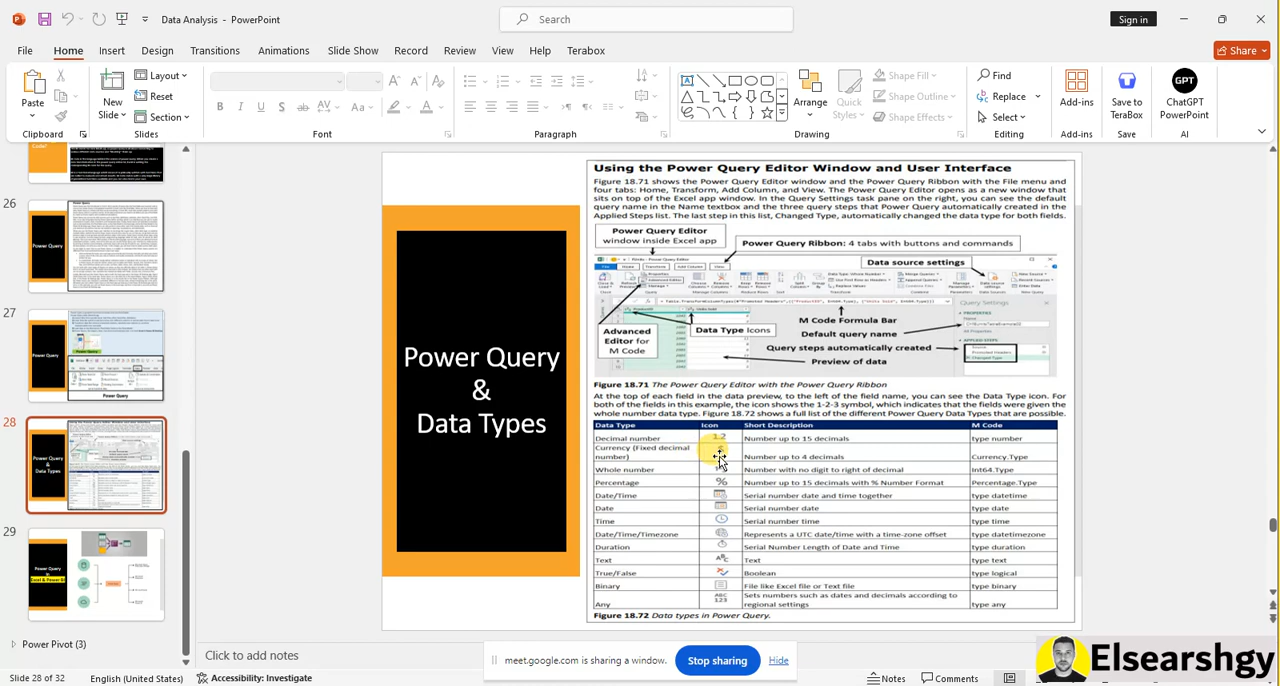 Data Analysis - PowerPoint
Search
Sign in
File Home Insert Design Transitions Animations Slide Show Record Review View Help Terabox
Share
Paste
Clipboard
New Slide
Layout
Reset
Section
Slides
Font
Paragraph
Arrange
Quick Styles
Shape Fill
Shape Outline
Shape Effects
Drawing
Find
Replace
Select
Editing
Add-ins
Add-ins
Save to TeraBox
Save
GPT
ChatGPT PowerPoint
AI
26
Power Query
27
Power Query
Power Query
28
Power Query
&
Data Types
29
Power Query
Excel & Power BI
Power Pivot (3)
Power Query
&
Data Types
Using the Power Query Editor Window and User Interface
Figure 18.71 shows the Power Query Editor window and the Power Query Ribbon with the File menu and
four tabs: Home, Transform, Add Column, and View. The Power Query Editor opens as a new window that
sits on top of the Excel app window. In the Query Settings task pane on the right, you can see the default
query name in the Name textbox and the three query steps that Power Query automatically created in the
Applied Steps list. The last step in this list, Changed Type, automatically changed the data type for both fields.
Power Query Editor
window inside Excel app
Power Query Ribbon: 4 tabs with buttons and commands
Data source settings
Query Settings
M Code Formula Bar
Default query name
Advanced
Editor for
M Code
Data Type Icons
Query steps automatically created
Preview of data
Figure 18.71 The Power Query Editor with the Power Query Ribbon
At the top of each field in the data preview, to the left of the field name, you can see the Data Type icon. For
both of the fields in this example, the icon shows the 1-2-3 symbol, which indicates that the fields were given the
whole number data type. Figure 18.72 shows a full list of the different Power Query Data Types that are possible.
Data Type Icon Short Description M Code
Decimal number 1.2 Number up to 15 decimals type number
Currency (Fixed decimal
number) $ Number up to 4 decimals Currency.Type
Whole number Number with no digit to right of decimal Int64.Type
Percentage % Number up to 15 decimals with % Number Format Percentage.Type
Date/Time Serial number date and time together type datetime
Date Serial number date type date
Time Serial number time type time
Date/Time/Timezone Represents a UTC date/time with a time-zone offset type datetimezone
Duration Serial Number Length of Date and Time type duration
Text ABC Text type text
True/False Boolean type logical
Binary File like Excel file or Text file type binary
Any ABC 123 Sets numbers such as dates and decimals according to
regional settings type any
Figure 18.72 Data types in Power Query.
Click to add notes
meet.google.com is sharing a window.
Stop sharing
Hide
Slide 28 of 32
English (United States)
Accessibility: Investigate
Notes
Comments
Elsearshgy